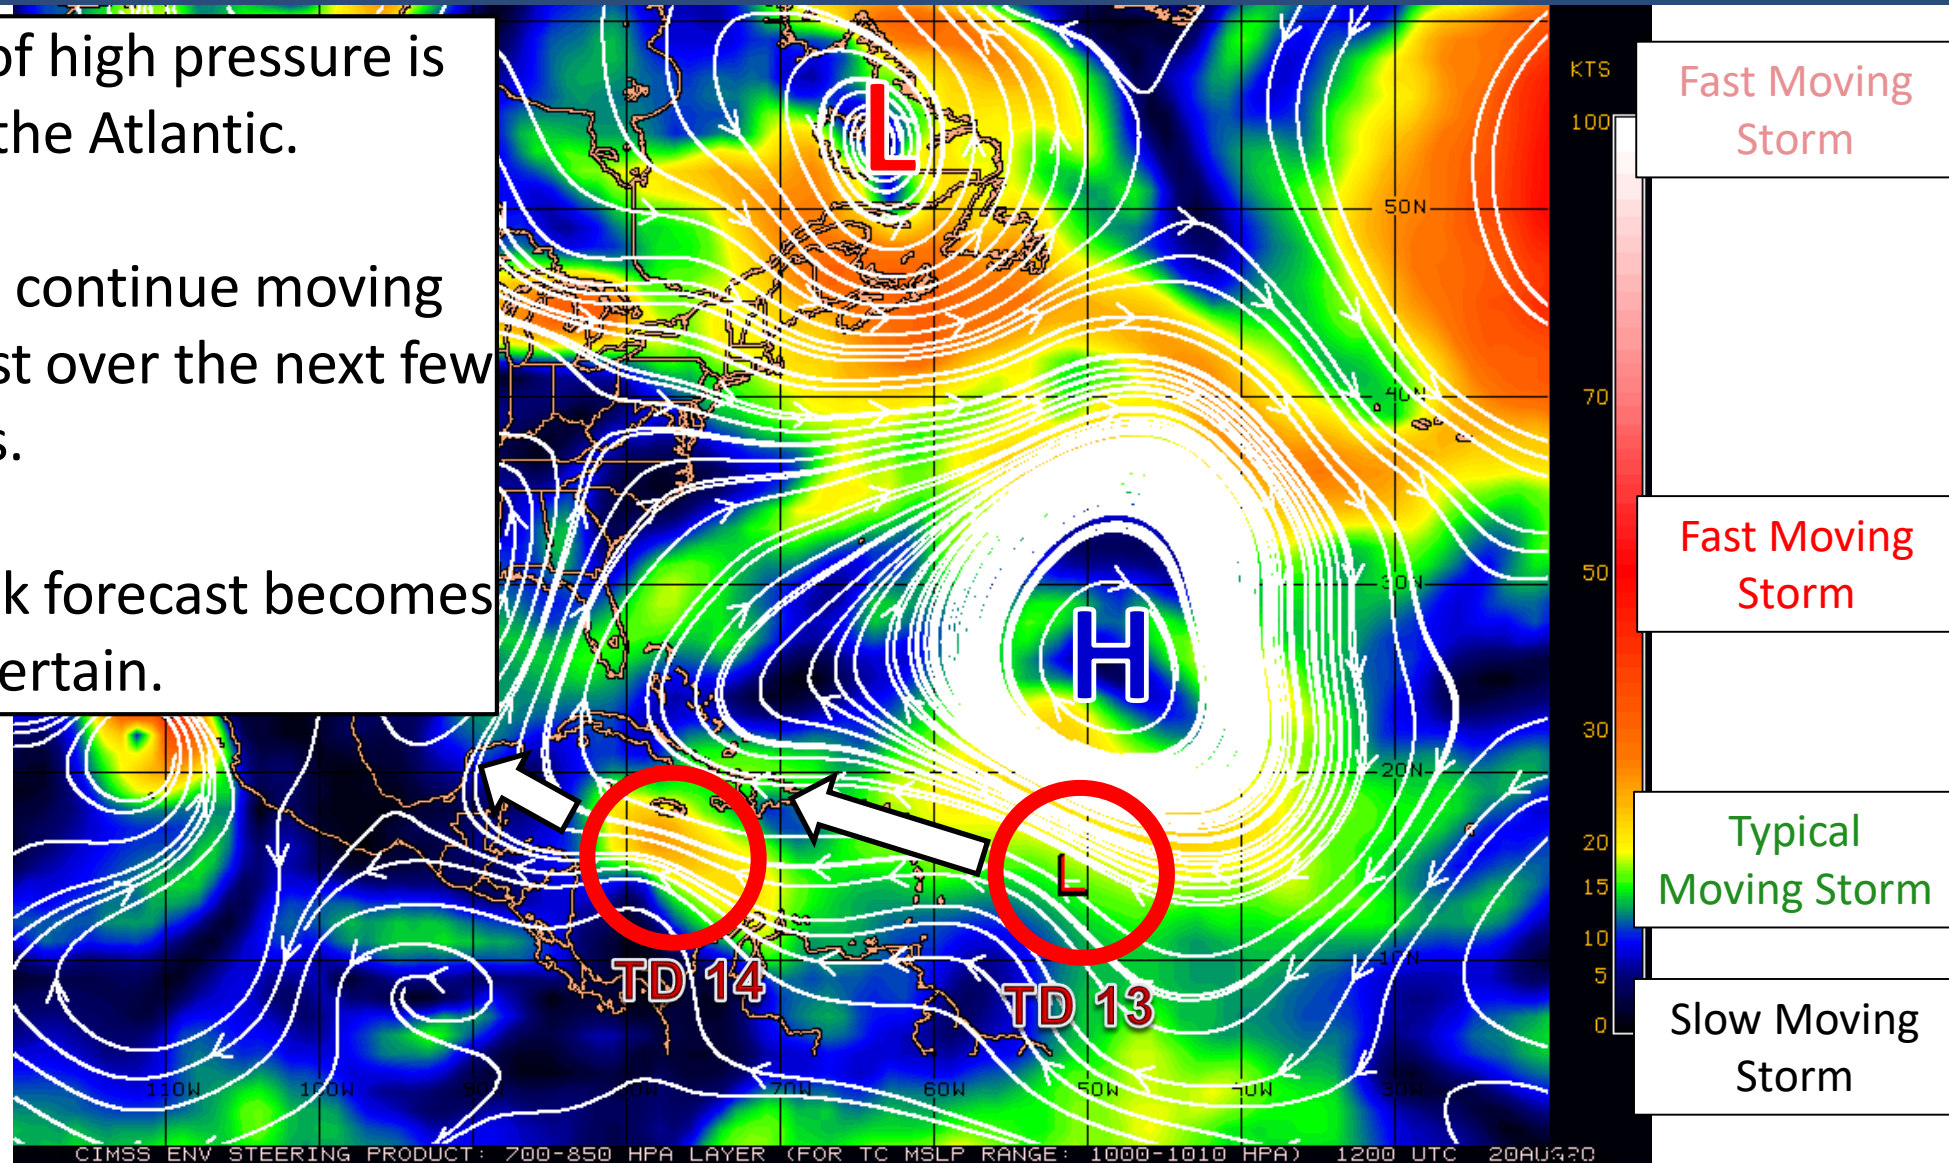 of high pressure is
the Atlantic.
continue moving
st over the next few
s.
k forecast becomes
ertain.
L
H
L
TD 14
TD 13
50N
40N
30N
20N
10N
110W
100W
70W
60W
50W
40W
30W
KTS
100
70
50
30
20
15
10
5
0
Fast Moving
Storm
Fast Moving
Storm
Typical
Moving Storm
Slow Moving
Storm
CIMSS ENV STEERING PRODUCT: 700-850 HPA LAYER (FOR TC MSLP RANGE: 1000-1010 HPA) 1200 UTC 20AUG20